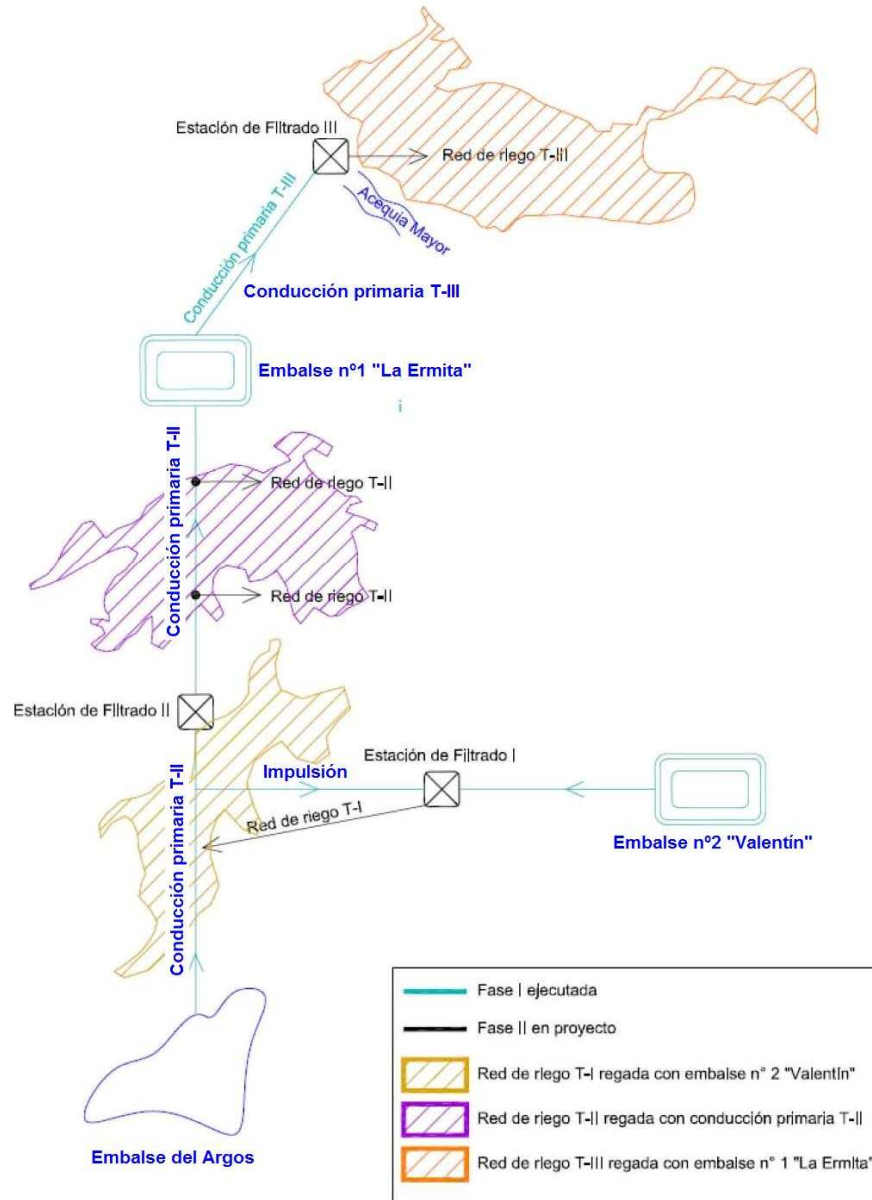 Estación de Filtrado III
Red de riego T-III
Acequia Mayor
Conducción primaria T-III
Conducción primaria T-III
Embalse nº1 "La Ermita"
i
Conducción primaria T-II
Red de riego T-II
Red de riego T-II
Estación de Filtrado II
Estación de Filtrado I
Impulsión
Conducción primaria T-II
Red de riego T-I
Embalse nº2 "Valentín"
Embalse del Argos
Fase I ejecutada
Fase II en proyecto
Red de riego T-I regada con embalse n° 2 "Valentín"
Red de riego T-II regada con conducción primaria T-II
Red de riego T-III regada con embalse n° 1 "La Ermita"